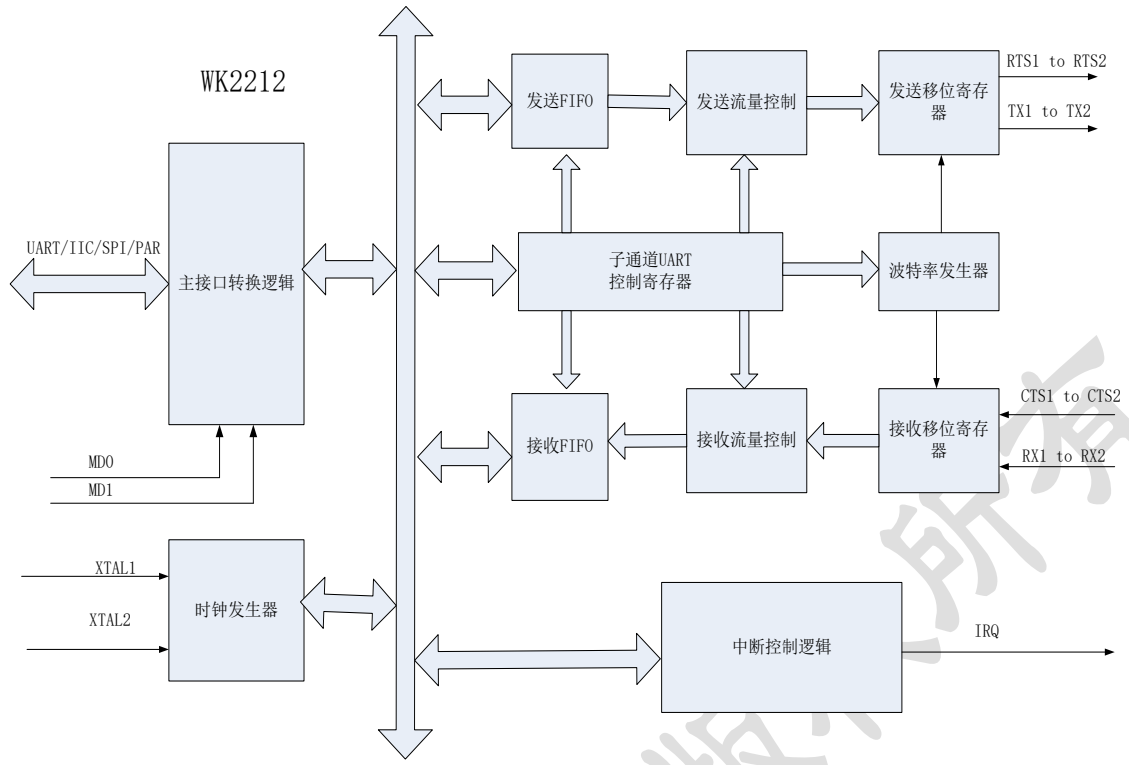 WK2212
UART/IIC/SPI/PAR
主接口转换逻辑
MD0
MD1
XTAL1
XTAL2
时钟发生器
发送FIFO
发送流量控制
发送移位寄存
器
RTS1 to RTS2
TX1 to TX2
子通道UART
控制寄存器
波特率发生器
接收FIFO
接收流量控制
接收移位寄存
器
CTS1 to CTS2
RX1 to RX2
中断控制逻辑
IRQ
版权所有